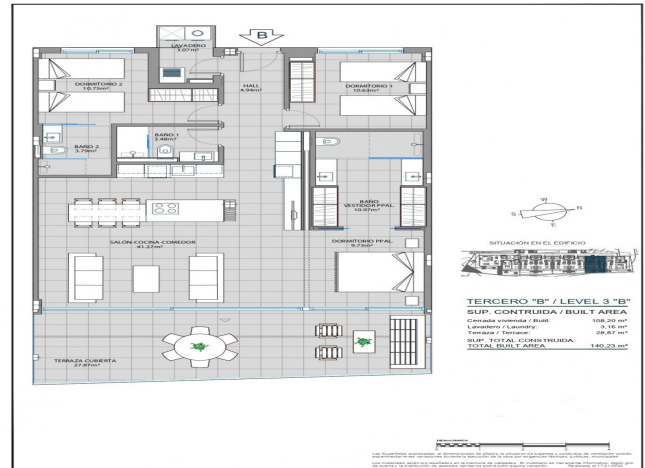 B
LAVADERO
3.07m²
DORMITORIO 2
10.75m²
HALL
4.94m²
DORMITORIO 1
10.63m²
BAÑO 1
3.48m²
BAÑO 2
3.79m²
BAÑO
VESTIDOR PPAL.
10.97m²
SALÓN-COCINA-COMEDOR
41.27m²
DORMITORIO PPAL.
9.73m²
TERRAZA CUBIERTA
27.87m²
W
S N
E
SITUACIÓN EN EL EDIFICIO
TERCERO "B" / LEVEL 3 "B"
SUP. CONTRUIDA / BUILT AREA
Cerrada vivienda / Built: 108,20 m²
Lavadero / Laundry: 3,16 m²
Terraza / Terrace: 28,87 m²
SUP. TOTAL CONSTRUIDA:
TOTAL BUILT AREA 140,23 m²